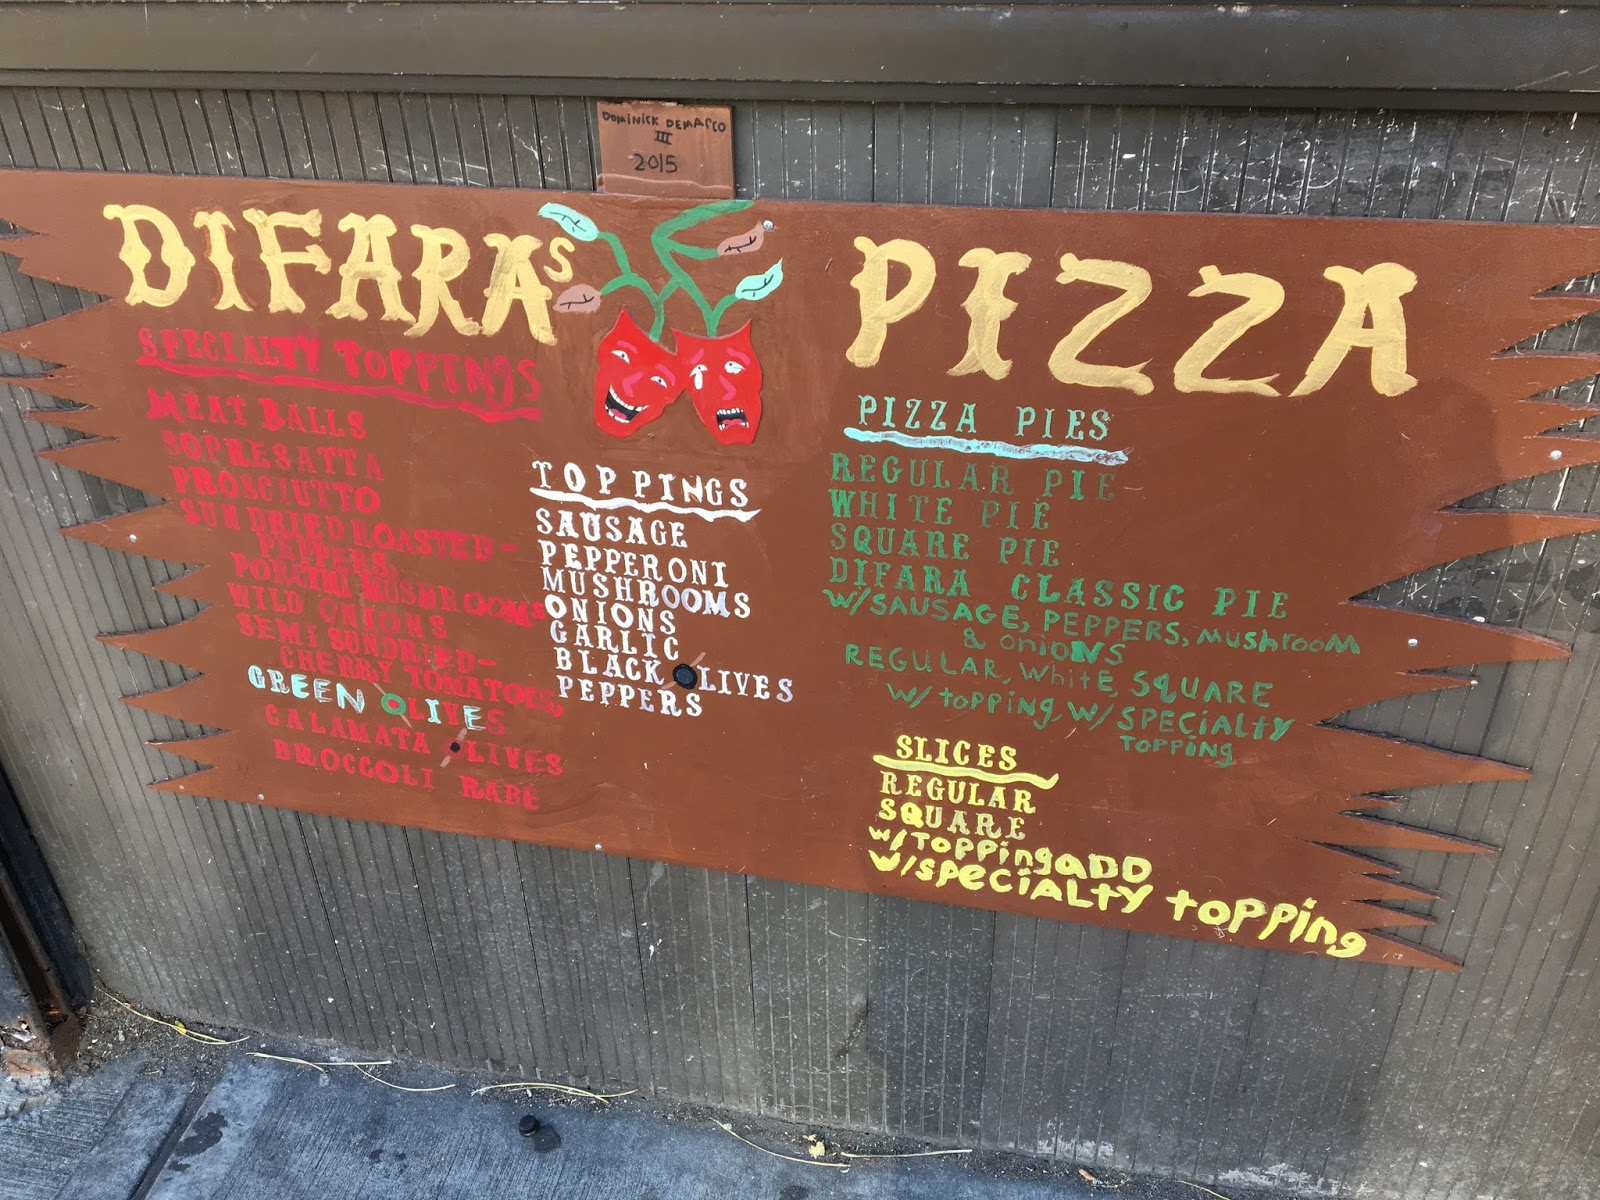 DOMINICK DEMARCO
III
2015
DIFARAS PIZZA
SPECIALTY TOPPINGS
MEAT BALLS
SOPRESATTA
PROSCIUTTO
SUN DRIED ROASTED-
PEPPERS,
PORCINI MUSHROOMS
WILD ONIONS
SEMI SUNDRIED-
CHERRY TOMATOES,
GREEN OLIVES
CALAMATA OLIVES
BROCCOLI RABE
TOPPINGS
SAUSAGE
PEPPERONI
MUSHROOMS
ONIONS
GARLIC
BLACK OLIVES
PEPPERS
PIZZA PIES
REGULAR PIE
WHITE PIE
SQUARE PIE
DIFARA CLASSIC PIE
W/SAUSAGE, PEPPERS, MUSHROOM
& ONIONS
REGULAR, WHITE, SQUARE
W/ TOPPING, W/ SPECIALTY
TOPPING
SLICES
REGULAR
SQUARE
W/TOPPINGADD
W/SPECIALTY TOPPING